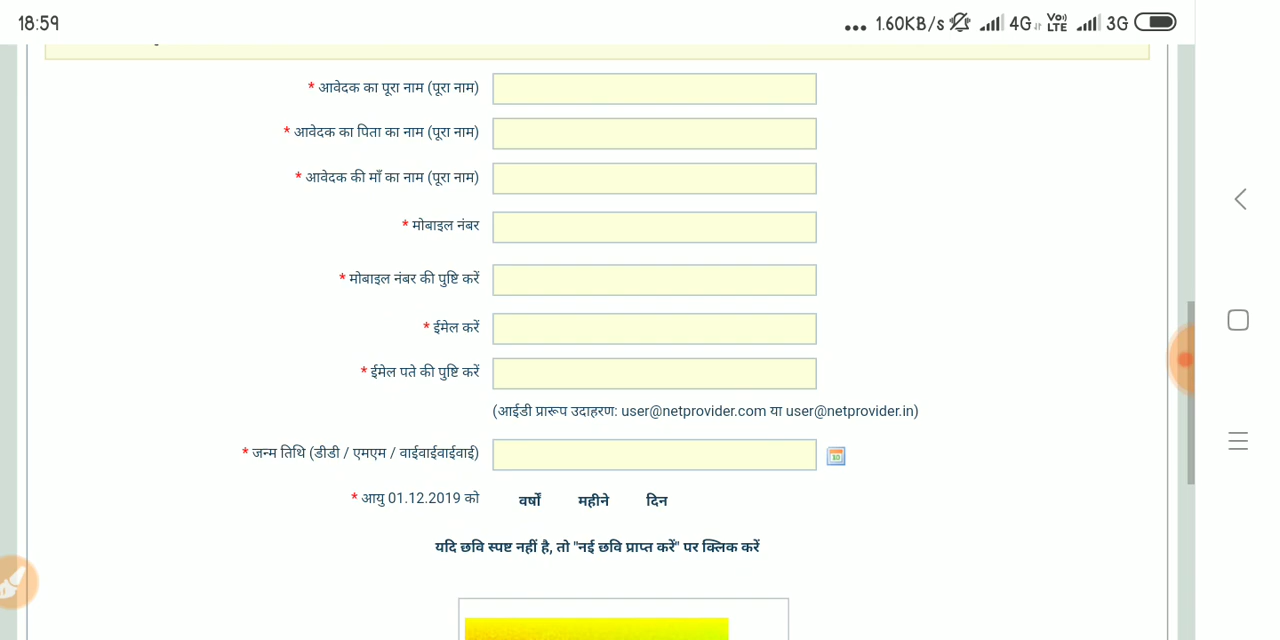 18:59
... 1.60KB/s 4G VoLTE 3G
* आवेदक का पूरा नाम (पूरा नाम)
* आवेदक का पिता का नाम (पूरा नाम)
* आवेदक की माँ का नाम (पूरा नाम)
* मोबाइल नंबर
* मोबाइल नंबर की पुष्टि करें
* ईमेल करें
* ईमेल पते की पुष्टि करें
(आईडी प्रारूप उदाहरण: user@netprovider.com या user@netprovider.in)
* जन्म तिथि (डीडी / एमएम / वाईवाईवाईवाई)
* आयु 01.12.2019 को वर्षों महीने दिन
यदि छवि स्पष्ट नहीं है, तो "नई छवि प्राप्त करें" पर क्लिक करें